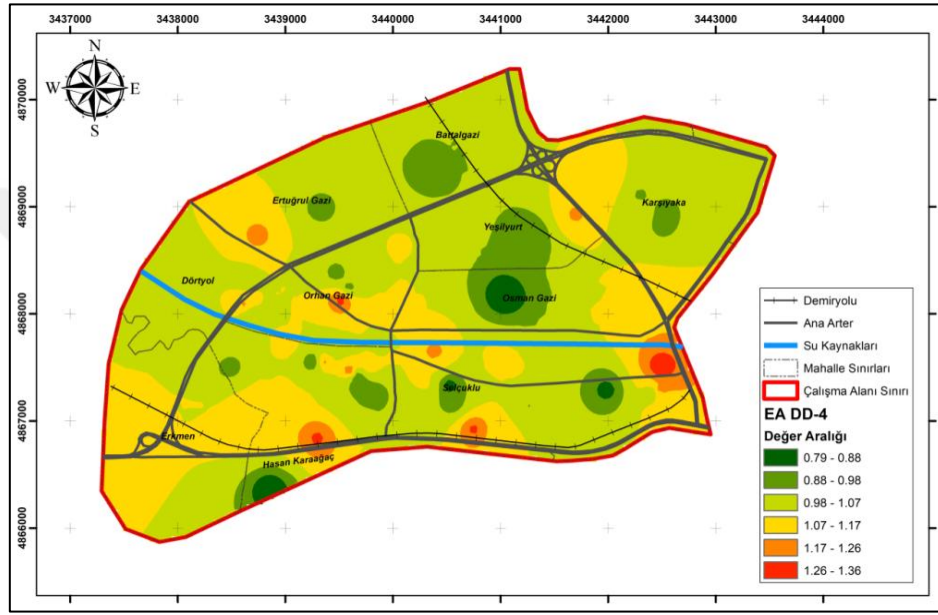 3437000 3438000 3439000 3440000 3441000 3442000 3443000 3444000
4870000
4869000
4868000
4867000
4866000
N
W E
S
Battalgazi
Ertuğrul Gazi
Karşıyaka
Yeşilyurt
Dörtyol
Orhan Gazi
Osman Gazi
Selçuklu
Erkmen
Hasan Karaağaç
Demiryolu
Ana Arter
Su Kaynakları
Mahalle Sınırları
Çalışma Alanı Sınırı
EA DD-4
Değer Aralığı
0.79 - 0.88
0.88 - 0.98
0.98 - 1.07
1.07 - 1.17
1.17 - 1.26
1.26 - 1.36